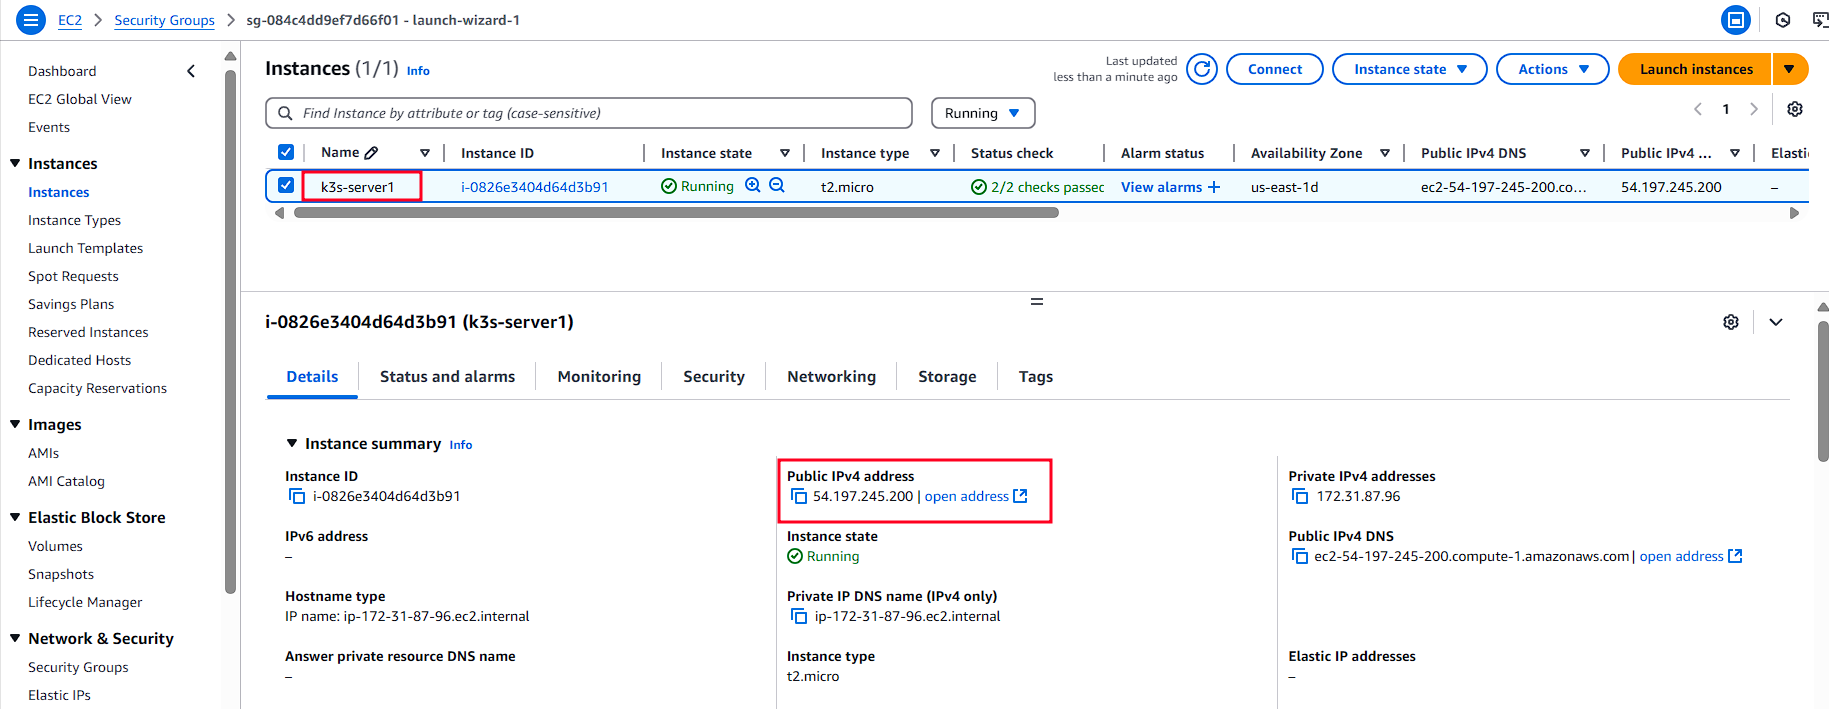 EC2 > Security Groups > sg-084c4dd9ef7d66f01 - launch-wizard-1
Dashboard
EC2 Global View
Events
Instances
Instances
Instance Types
Launch Templates
Spot Requests
Savings Plans
Reserved Instances
Dedicated Hosts
Capacity Reservations
Images
AMIs
AMI Catalog
Elastic Block Store
Volumes
Snapshots
Lifecycle Manager
Network & Security
Security Groups
Elastic IPs
Instances (1/1) Info
Last updated
less than a minute ago
Connect
Instance state
Actions
Launch instances
Find Instance by attribute or tag (case-sensitive)
Running
1
Name Instance ID Instance state Instance type Status check Alarm status Availability Zone Public IPv4 DNS Public IPv4 ... Elastic
k3s-server1 i-0826e3404d64d3b91 Running t2.micro 2/2 checks passec View alarms + us-east-1d ec2-54-197-245-200.co... 54.197.245.200 –
i-0826e3404d64d3b91 (k3s-server1)
Details Status and alarms Monitoring Security Networking Storage Tags
Instance summary Info
Instance ID
i-0826e3404d64d3b91
Public IPv4 address
54.197.245.200 | open address
Private IPv4 addresses
172.31.87.96
IPv6 address
–
Instance state
Running
Public IPv4 DNS
ec2-54-197-245-200.compute-1.amazonaws.com | open address
Hostname type
IP name: ip-172-31-87-96.ec2.internal
Private IP DNS name (IPv4 only)
ip-172-31-87-96.ec2.internal
Answer private resource DNS name
–
Instance type
t2.micro
Elastic IP addresses
–